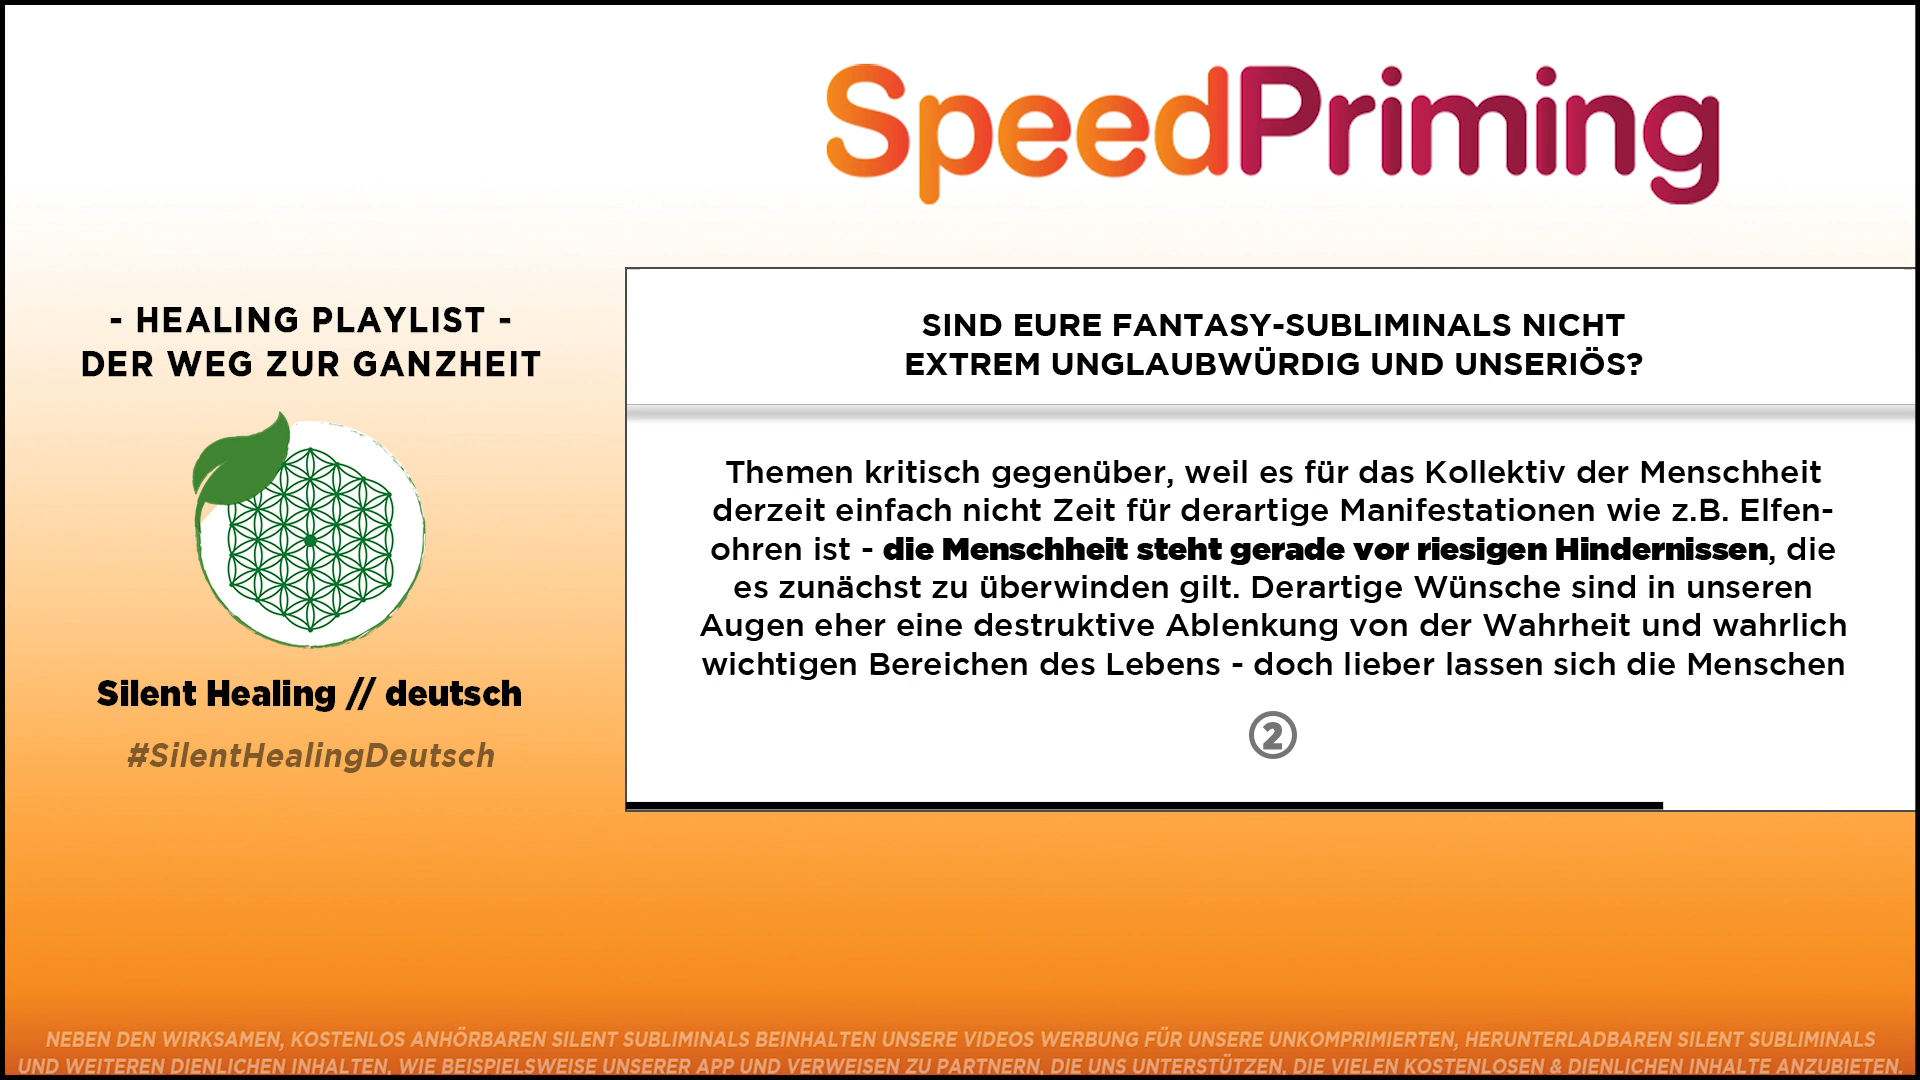 SpeedPriming
- HEALING PLAYLIST -
DER WEG ZUR GANZHEIT
Silent Healing // deutsch
#SilentHealingDeutsch
SIND EURE FANTASY-SUBLIMINALS NICHT
EXTREM UNGLAUBWÜRDIG UND UNSERIÖS?
Themen kritisch gegenüber, weil es für das Kollektiv der Menschheit
derzeit einfach nicht Zeit für derartige Manifestationen wie z.B. Elfen-
ohren ist - die Menschheit steht gerade vor riesigen Hindernissen, die
es zunächst zu überwinden gilt. Derartige Wünsche sind in unseren
Augen eher eine destruktive Ablenkung von der Wahrheit und wahrlich
wichtigen Bereichen des Lebens - doch lieber lassen sich die Menschen
2
NEBEN DEN WIRKSAMEN, KOSTENLOS ANHÖRBAREN SILENT SUBLIMINALS BEINHALTEN UNSERE VIDEOS WERBUNG FÜR UNSERE UNKOMPRIMIERTEN, HERUNTERLADBAREN SILENT SUBLIMINALS
UND WEITEREN DIENLICHEN INHALTEN, WIE BEISPIELSWEISE UNSERER APP UND VERWEISEN ZU PARTNERN, DIE UNS UNTERSTÜTZEN, DIE VIELEN KOSTENLOSEN & DIENLICHEN INHALTE ANZUBIETEN.